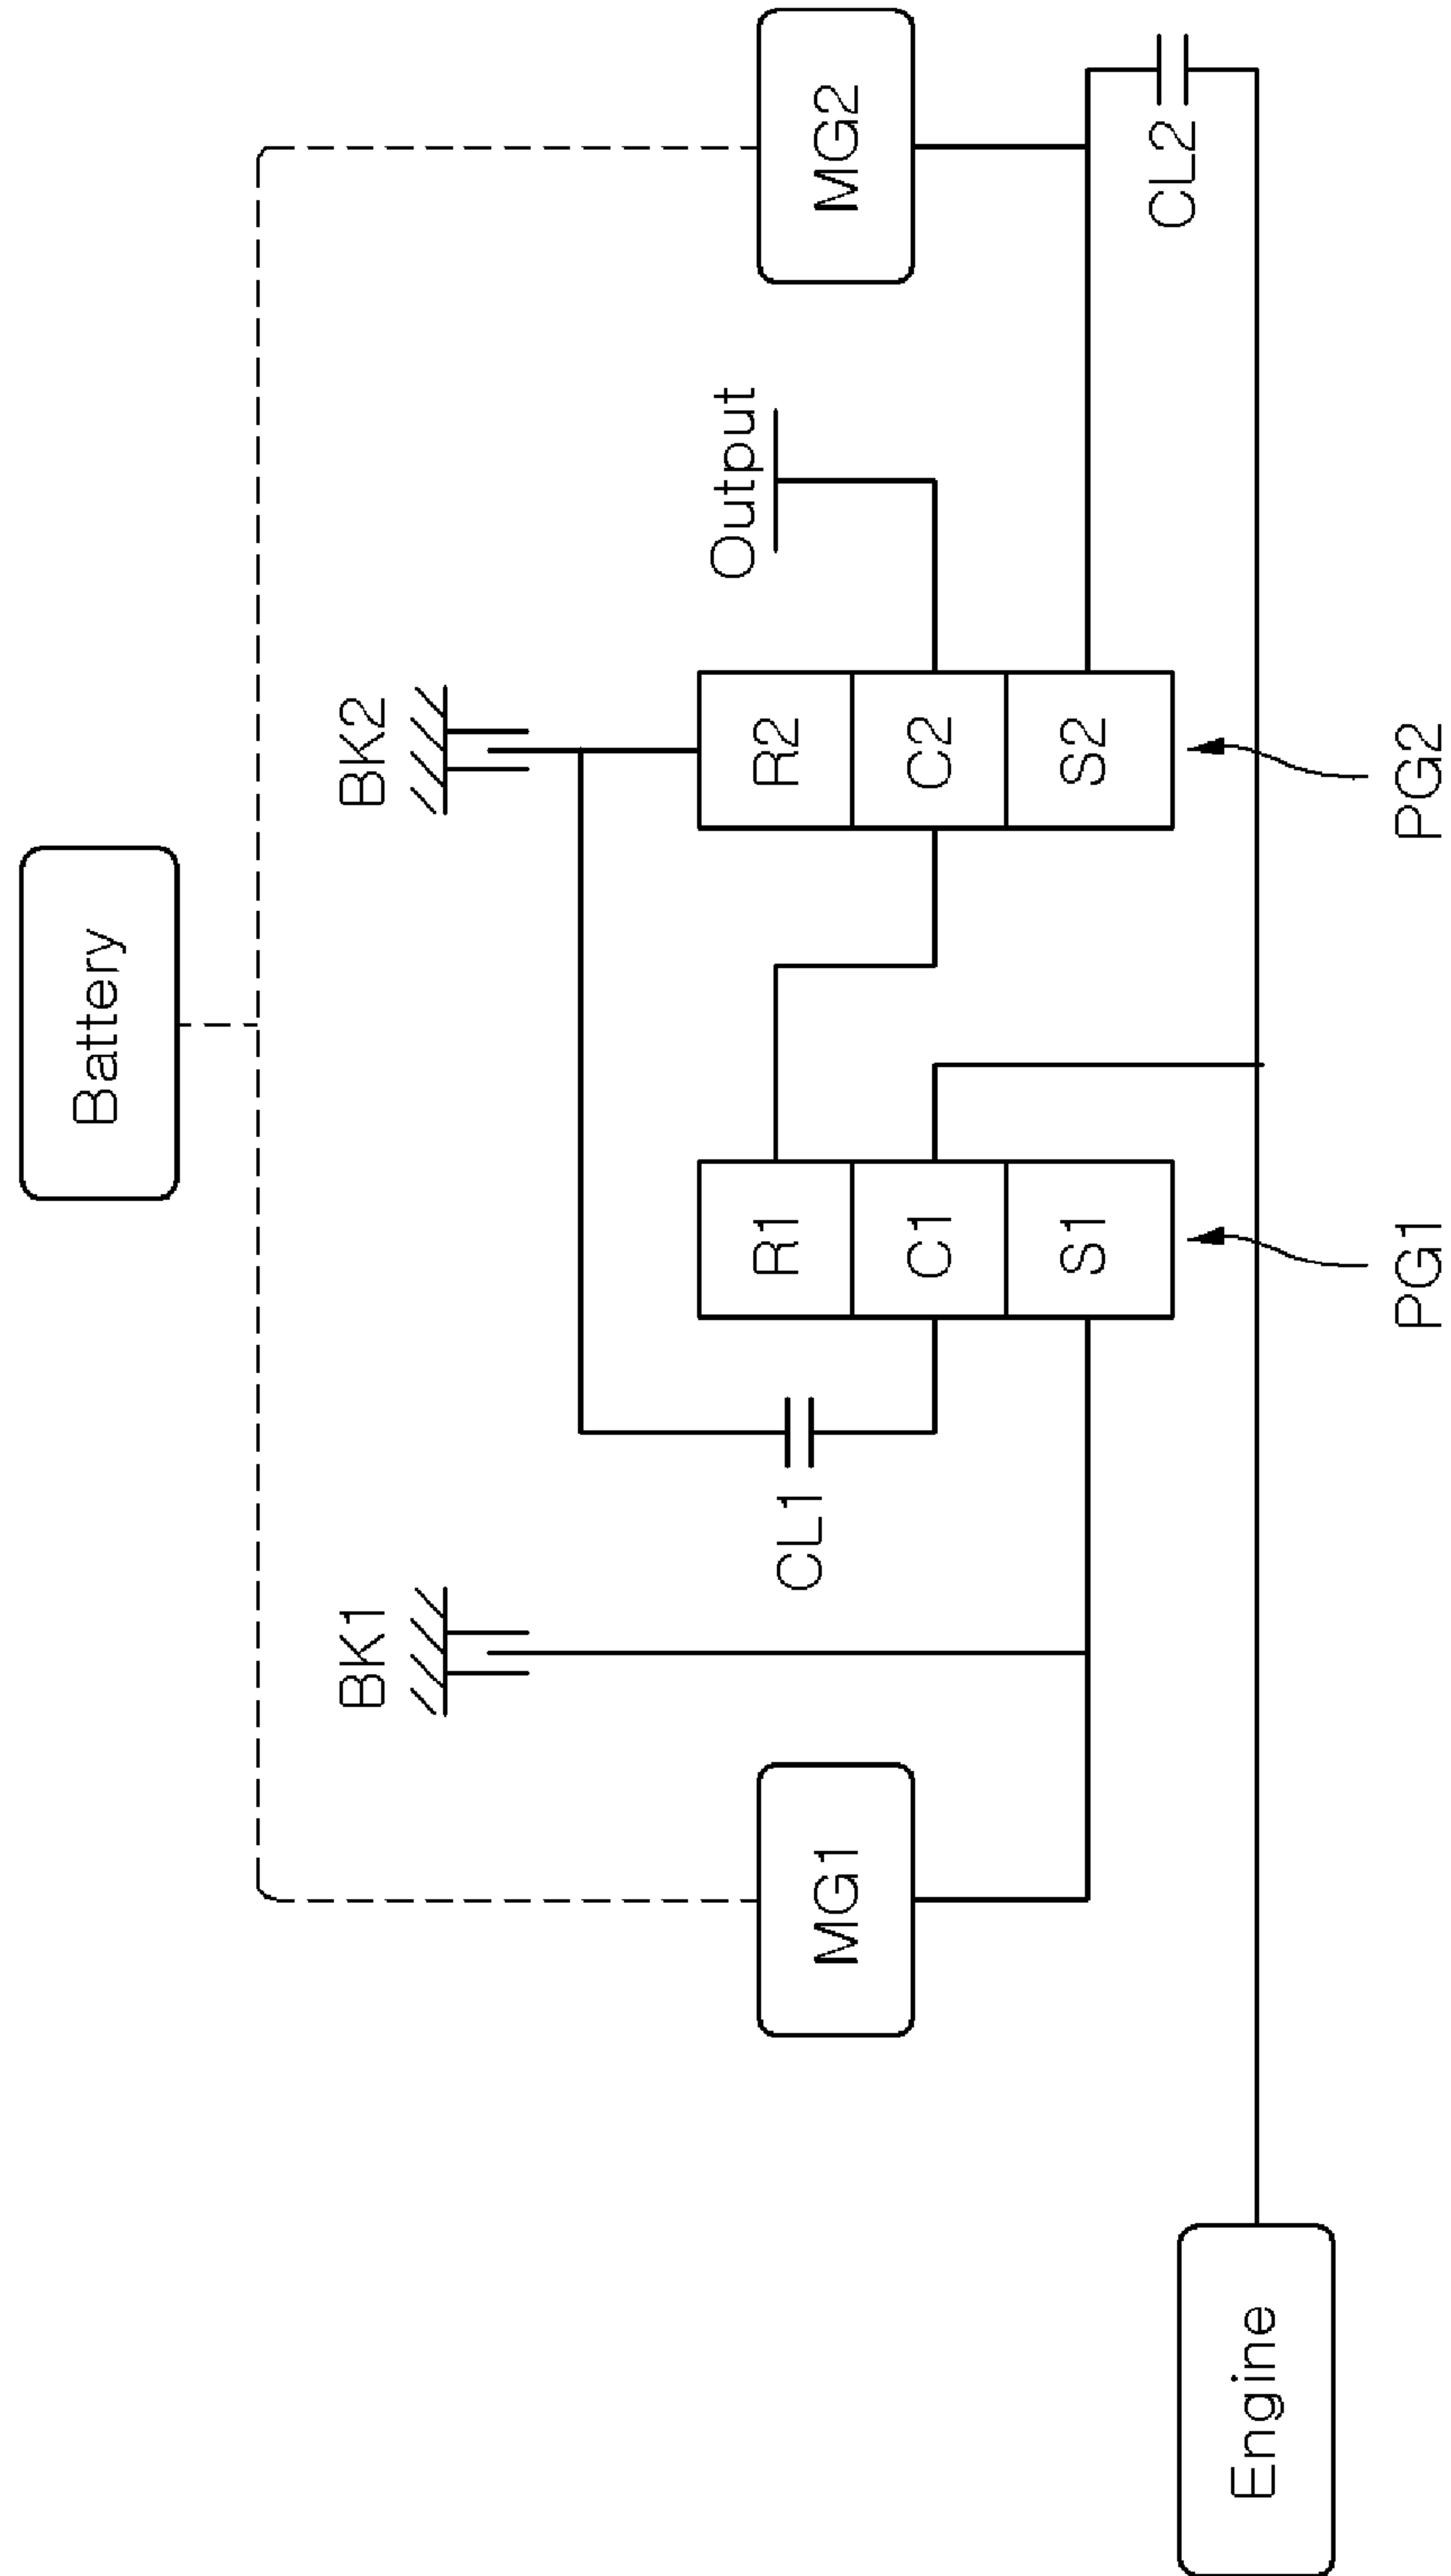 Battery
BK1
BK2
Output
MG1
CL1
R1
C1
S1
R2
C2
S2
MG2
CL2
Engine
PG1
PG2